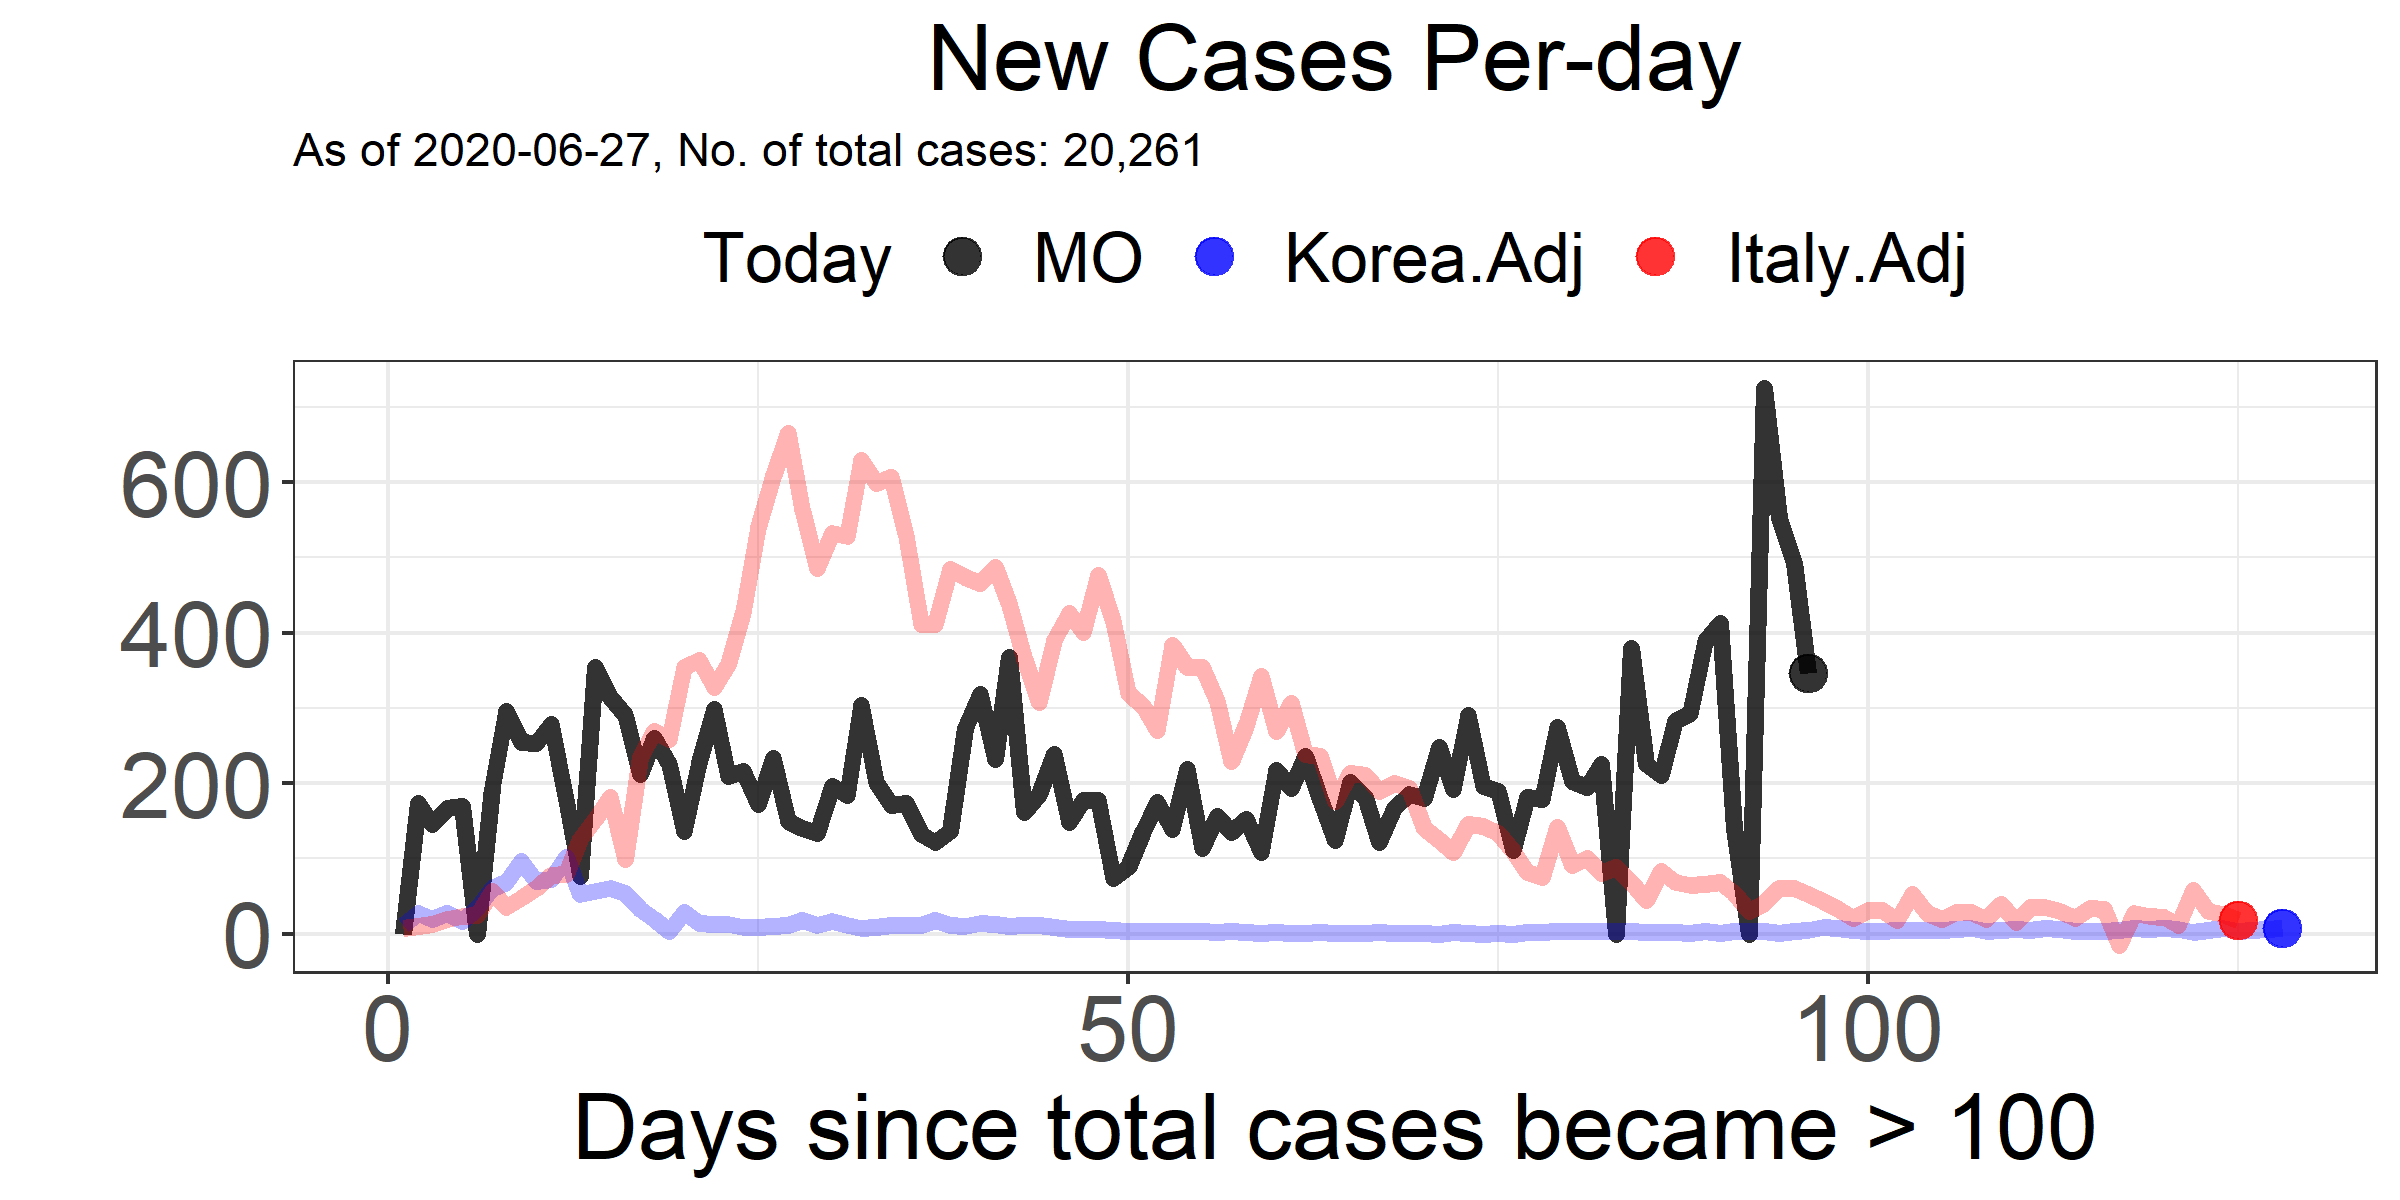 New Cases Per-day
As of 2020-06-27, No. of total cases: 20,261
Today MO Korea.Adj Italy.Adj
600
400
200
0
0 50 100
Days since total cases became > 100